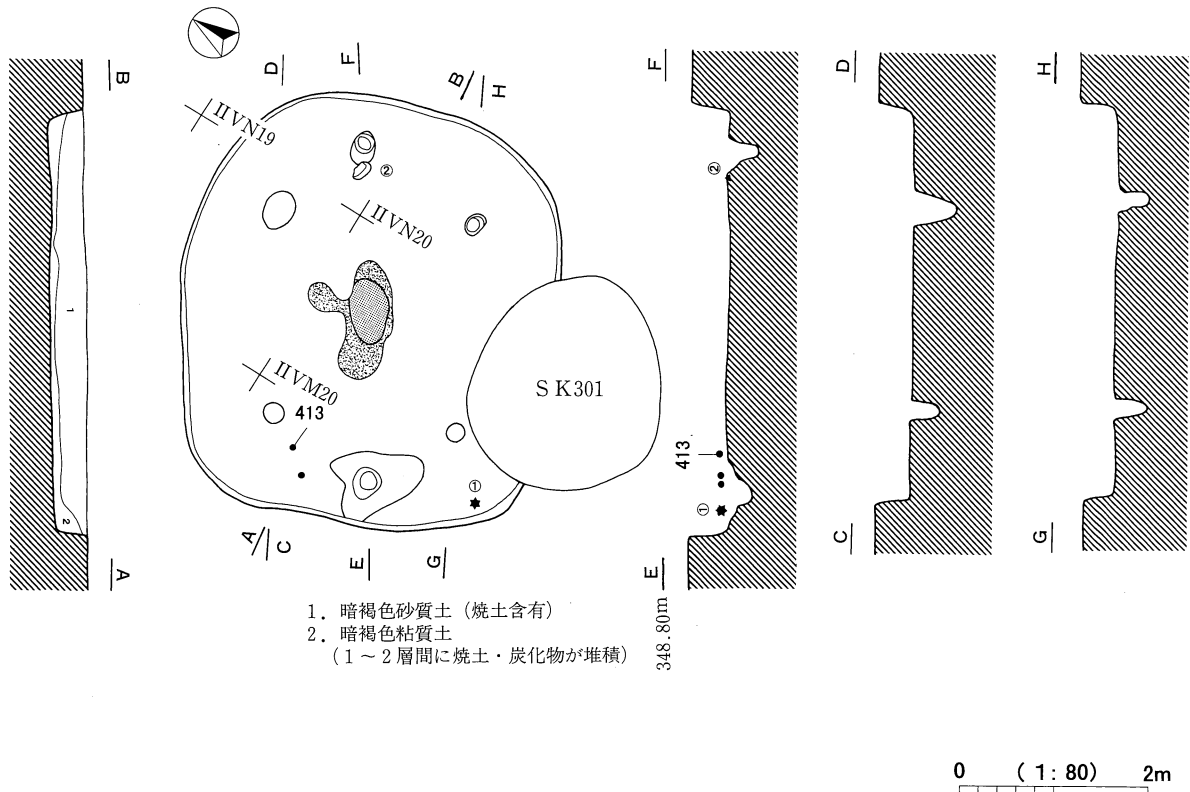 B
D
F
B
H
F
D
H
ⅡVN19
②
②
ⅡVN20
1
SK301
ⅡVM20
413
413
①
①
2
A
C
E
G
A
E
C
G
348.80m
1. 暗褐色砂質土（焼土含有）
2. 暗褐色粘質土
（1～2層間に焼土・炭化物が堆積）
0 （1：80） 2m